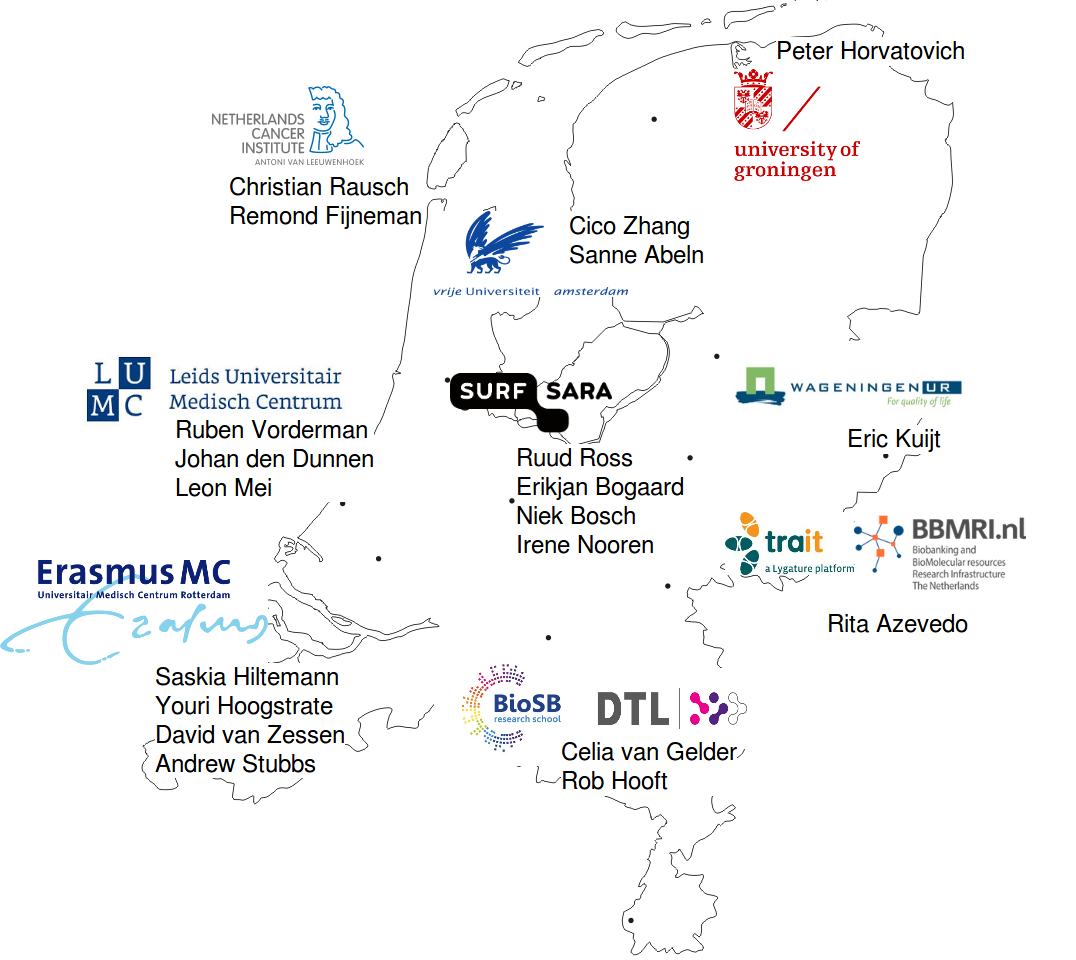 Peter Horvatovich
university of
groningen
NETHERLANDS
CANCER
INSTITUTE
ANTONI VAN LEEUWENHOEK
Christian Rausch
Remond Fijneman
Cico Zhang
Sanne Abeln
vrije Universiteit amsterdam
L U
M C
Leids Universitair
Medisch Centrum
Ruben Vorderman
Johan den Dunnen
Leon Mei
SURF SARA
Ruud Ross
Erikjan Bogaard
Niek Bosch
Irene Nooren
WAGENINGEN UR
For quality of life
Eric Kuijt
trait
a Lygature platform
BBMRI.nl
Biobanking and
BioMolecular resources
Research Infrastructure
The Netherlands
Rita Azevedo
Erasmus MC
Universitair Medisch Centrum Rotterdam
Erasmus
Saskia Hiltemann
Youri Hoogstrate
David van Zessen
Andrew Stubbs
BioSB
research school
DTL
Celia van Gelder
Rob Hooft